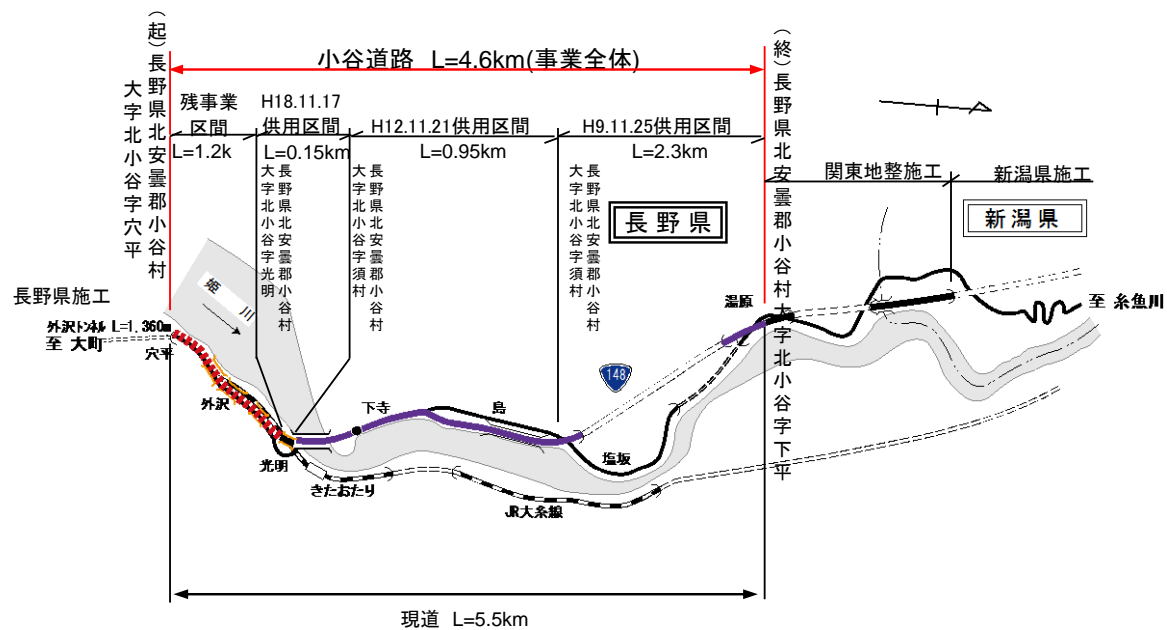 （起）長野県北安曇郡小谷村
大字北小谷字穴平
小谷道路 L=4.6km(事業全体)
（終）長野県北安曇郡小谷村大字北小谷字下平
残事業
区間
L=1.2k
H18.11.17
供用区間
L=0.15km
H12.11.21供用区間
L=0.95km
H9.11.25供用区間
L=2.3km
関東地整施工
新潟県施工
長野県北安曇郡小谷村
大字北小谷字光明
長野県北安曇郡小谷村
大字北小谷字須村
長野県北安曇郡小谷村
大字北小谷字須村
長野県
新潟県
姫川
長野県施工
外沢トンネル L=1,360m
至 大町
穴平
外沢
光明
下寺
島
148
湯原
至 糸魚川
塩坂
きたおたり
JR大糸線
現道 L=5.5km